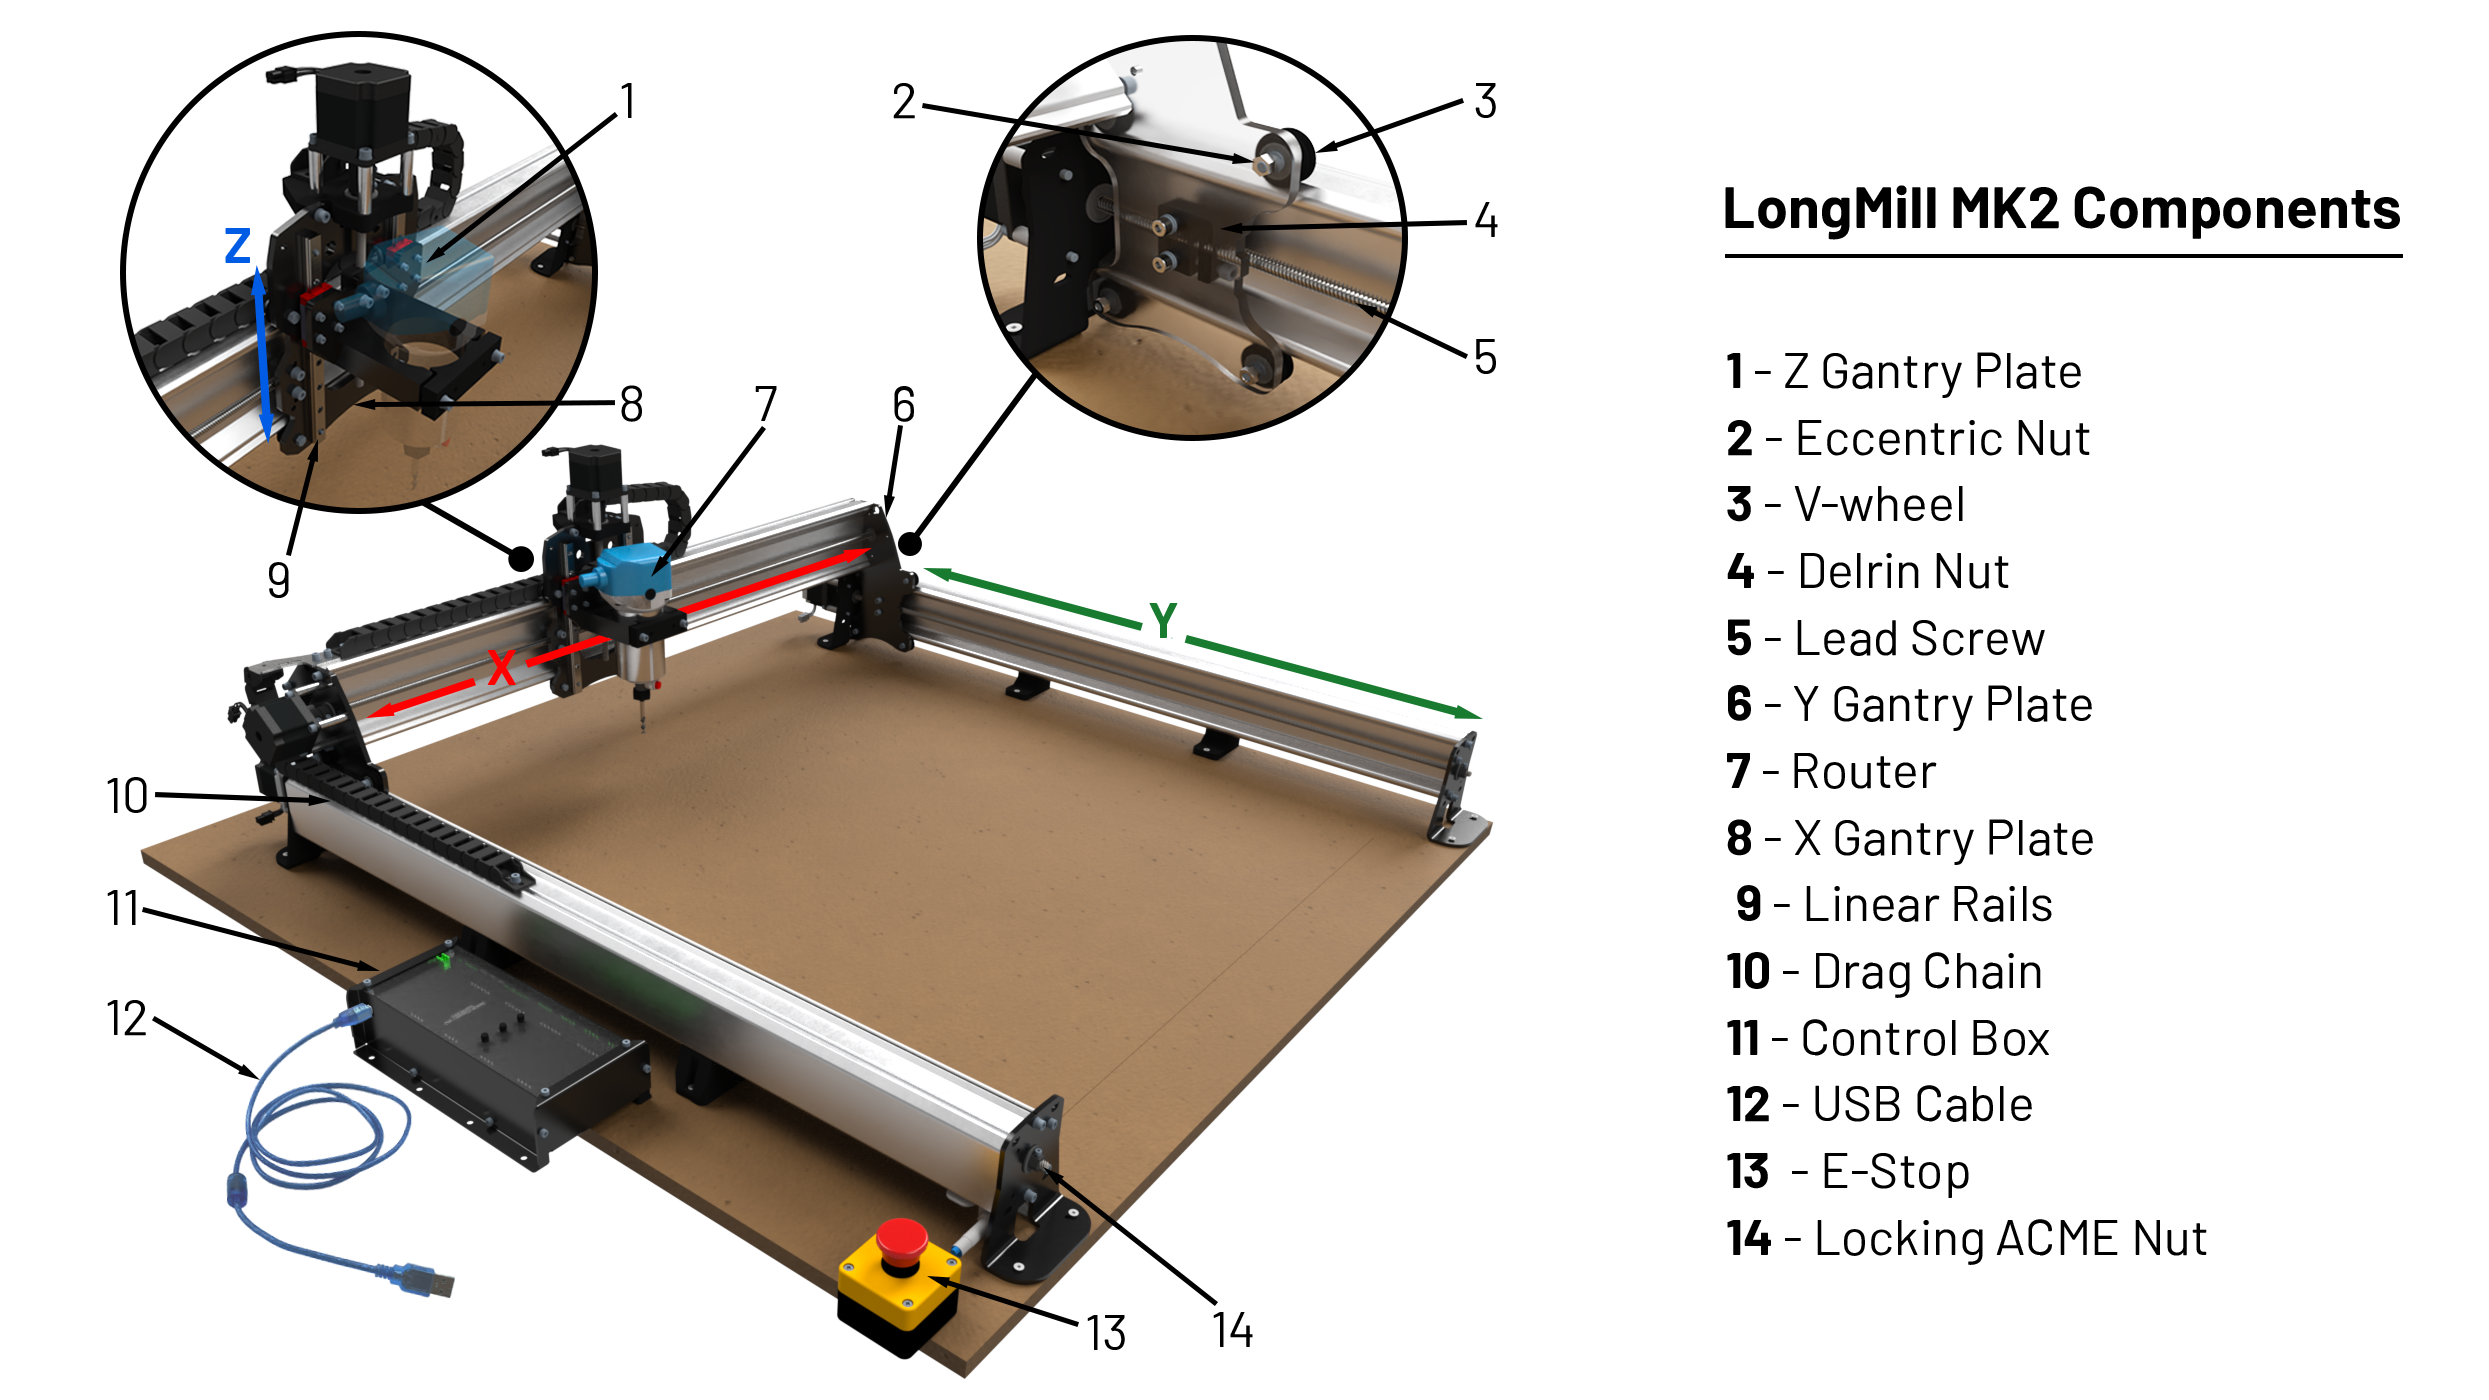 1
2
3
4
5
Z
8
7
6
9
Y
X
10
11
12
13
14
LongMill MK2 Components
1 - Z Gantry Plate
2 - Eccentric Nut
3 - V-wheel
4 - Delrin Nut
5 - Lead Screw
6 - Y Gantry Plate
7 - Router
8 - X Gantry Plate
9 - Linear Rails
10 - Drag Chain
11 - Control Box
12 - USB Cable
13 - E-Stop
14 - Locking ACME Nut